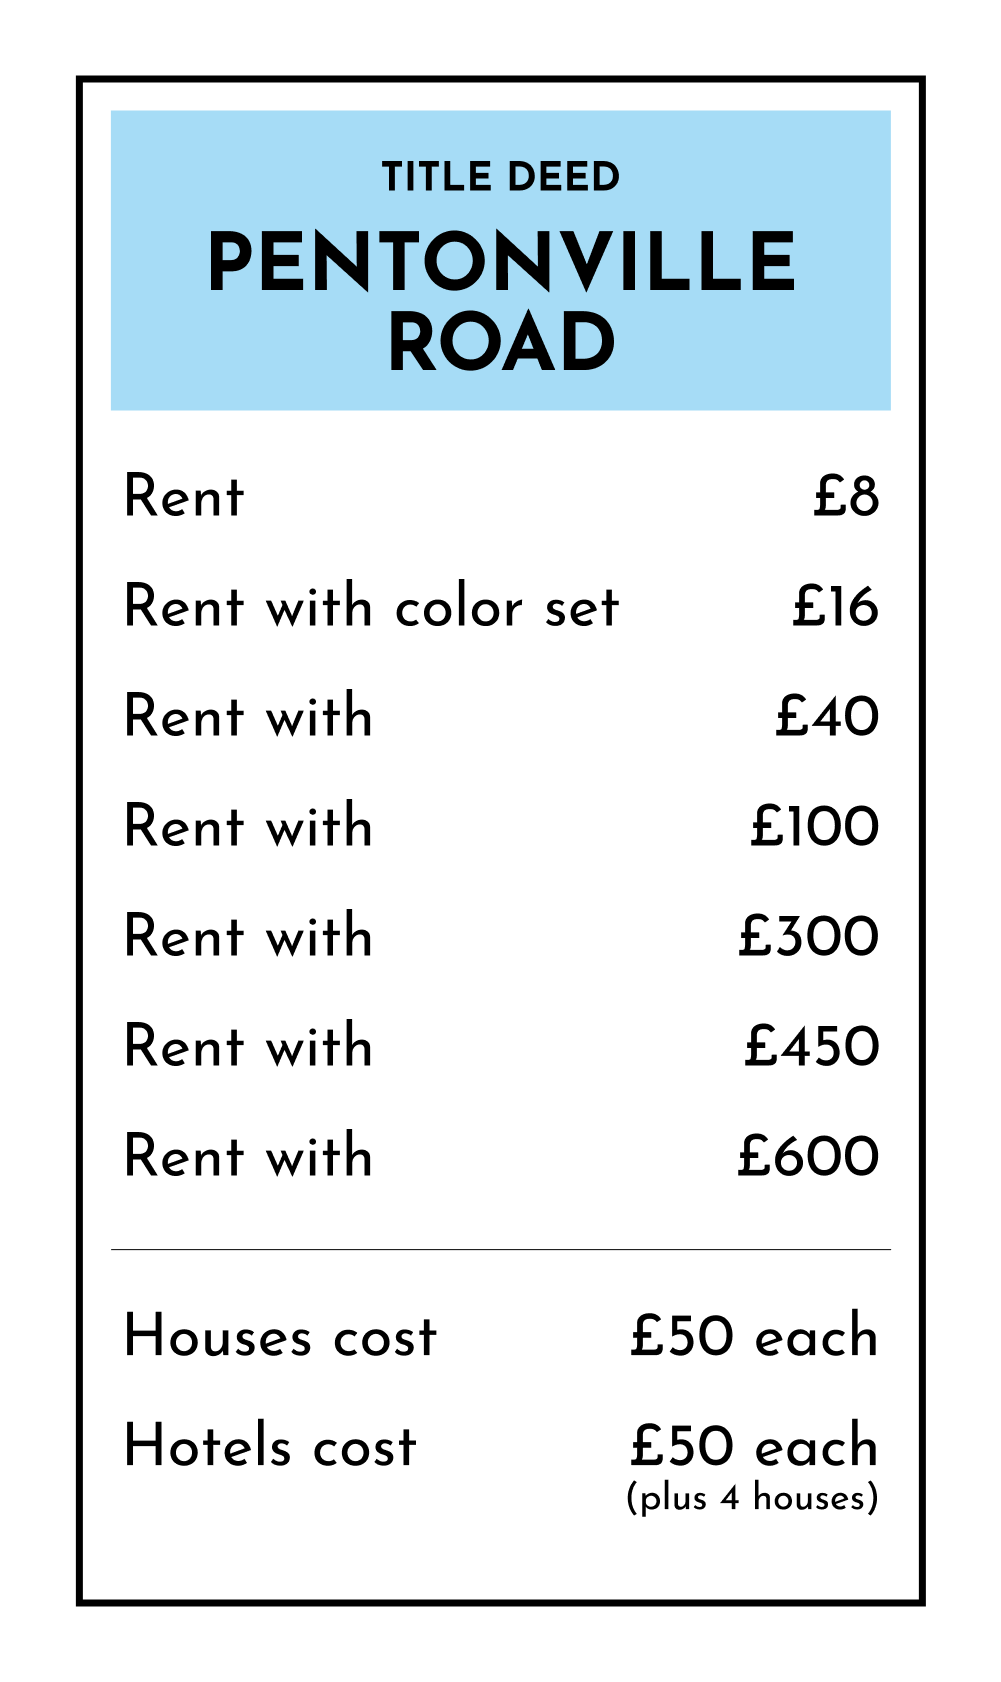 TITLE DEED
PENTONVILLE
ROAD
Rent £8
Rent with color set £16
Rent with £40
Rent with £100
Rent with £300
Rent with £450
Rent with £600
Houses cost £50 each
Hotels cost £50 each
(plus 4 houses)